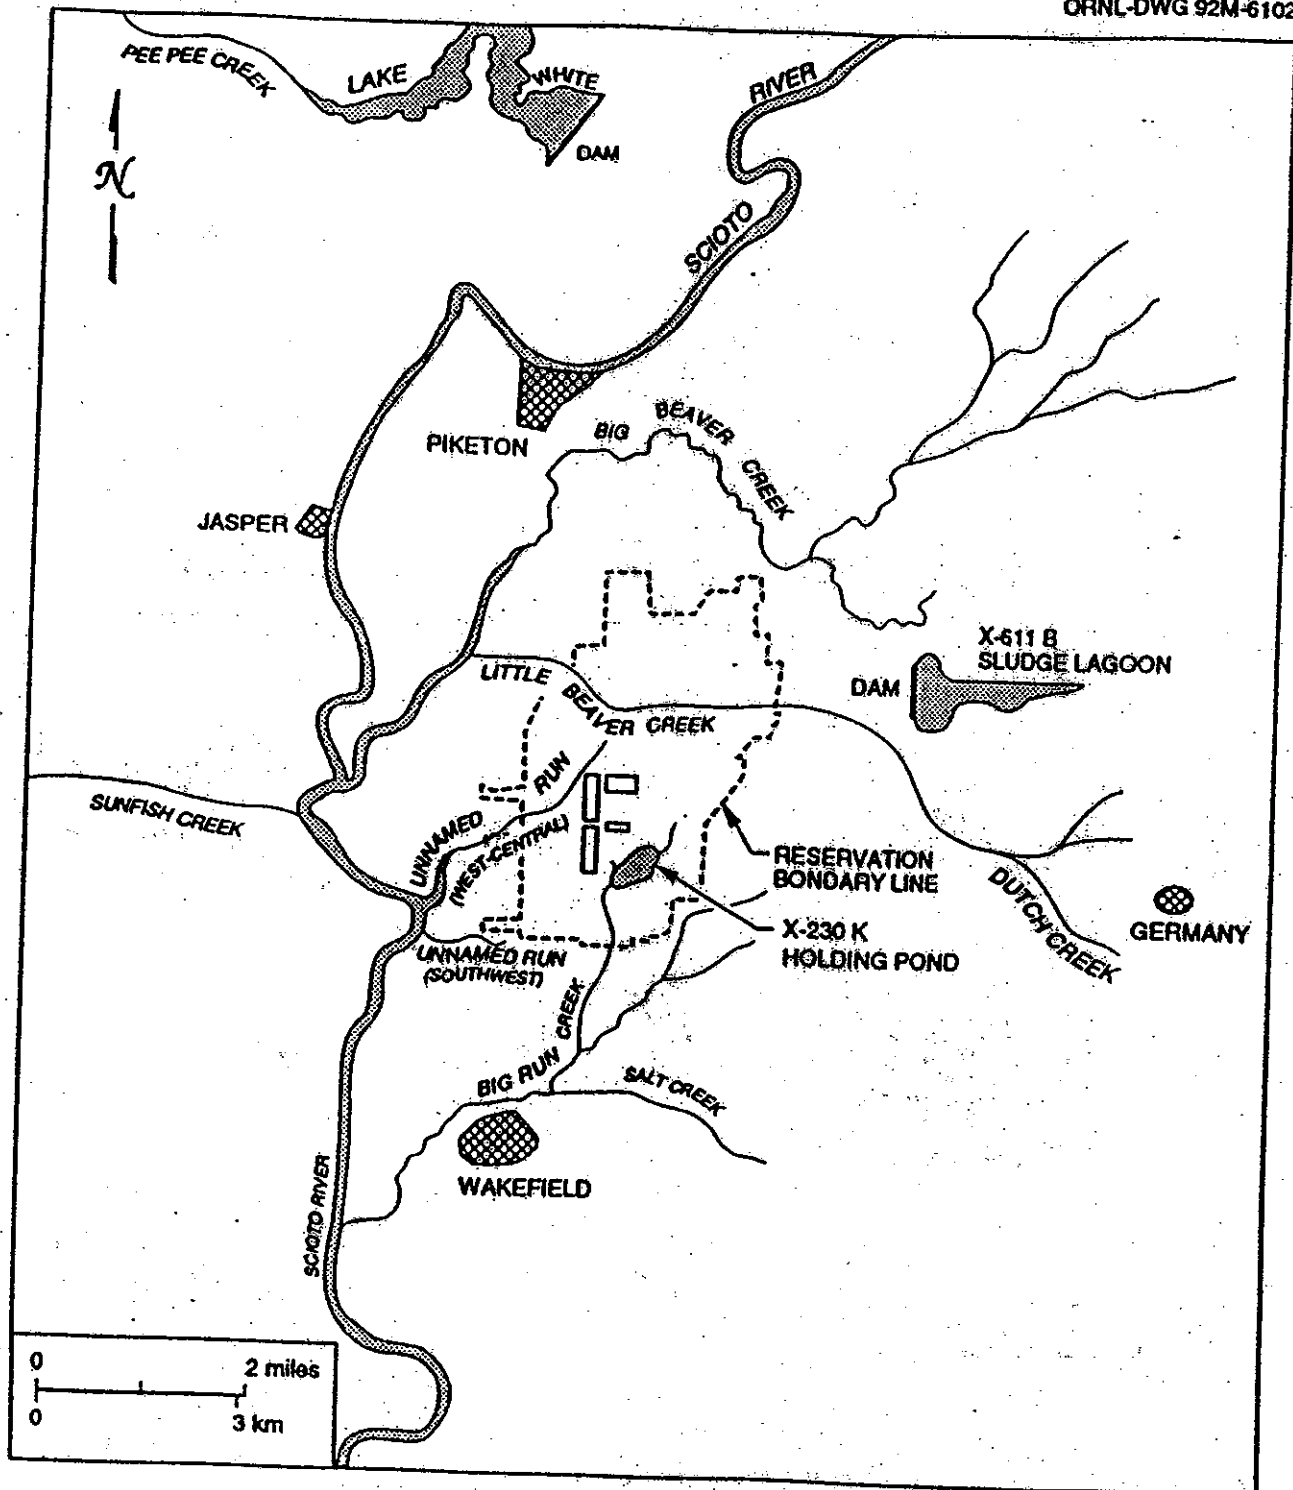 ORNL-DWG 92M-6102
PEE PEE CREEK
LAKE
WHITE
DAM
RIVER
N
SCIOTO
PIKETON
BIG
BEAVER
CREEK
JASPER
X-611 B
SLUDGE LAGOON
DAM
LITTLE
BEAVER CREEK
RUN
UNNAMED
(WEST-CENTRAL)
SUNFISH CREEK
RESERVATION
BONDARY LINE
DUTCH CREEK
GERMANY
X-230 K
HOLDING POND
UNNAMED RUN
(SOUTHWEST)
CREEK
BIG RUN
SALT CREEK
WAKEFIELD
SCIOTO RIVER
0
2 miles
0
3 km